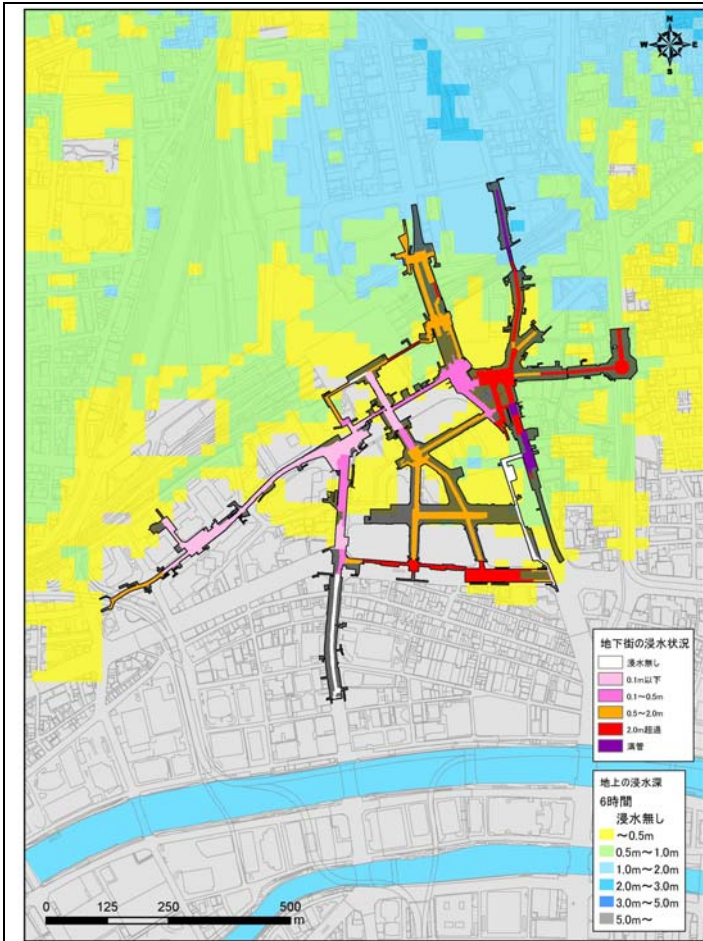 N
W E
S
地下街の浸水状況
浸水無し
0.1m以下
0.1～0.5m
0.5～2.0m
2.0m超過
満管
地上の浸水深
6時間
浸水無し
～0.5m
0.5m～1.0m
1.0m～2.0m
2.0m～3.0m
3.0m～5.0m
5.0m～
0 125 250 500
m